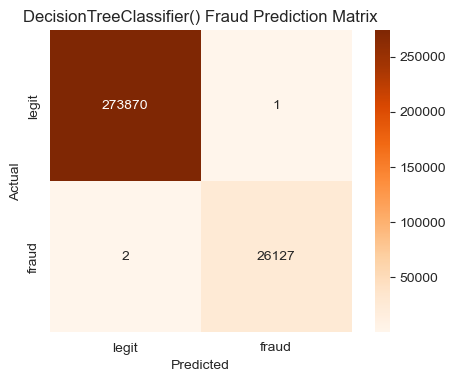 DecisionTreeClassifier() Fraud Prediction Matrix
legit
273870
1
Actual
fraud
2
26127
legit
fraud
Predicted
250000
200000
150000
100000
50000